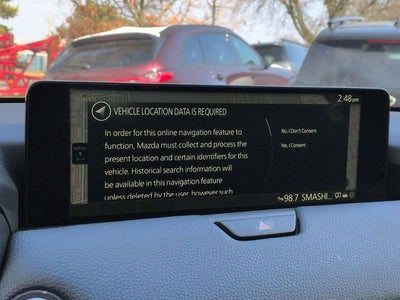 VEHICLE LOCATION DATA IS REQUIRED
2:48pm
In order for this online navigation feature to
function, Mazda must collect and process the
present location and certain identifiers for this
vehicle. Historical search information will
be available in this navigation feature
unless deleted by the user, however such
No, I Don't Consent
Yes, I Consent
MENU
98.7 SMASHI...